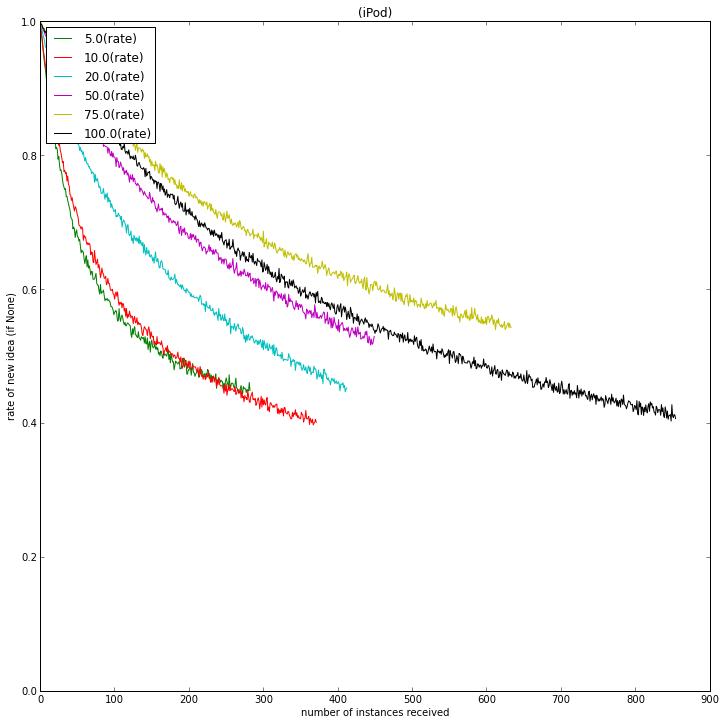 (iPod)
5.0(rate)
10.0(rate)
20.0(rate)
50.0(rate)
75.0(rate)
100.0(rate)
1.0
0.8
0.6
0.4
0.2
0.0
rate of new idea (if None)
0 100 200 300 400 500 600 700 800 900
number of instances received